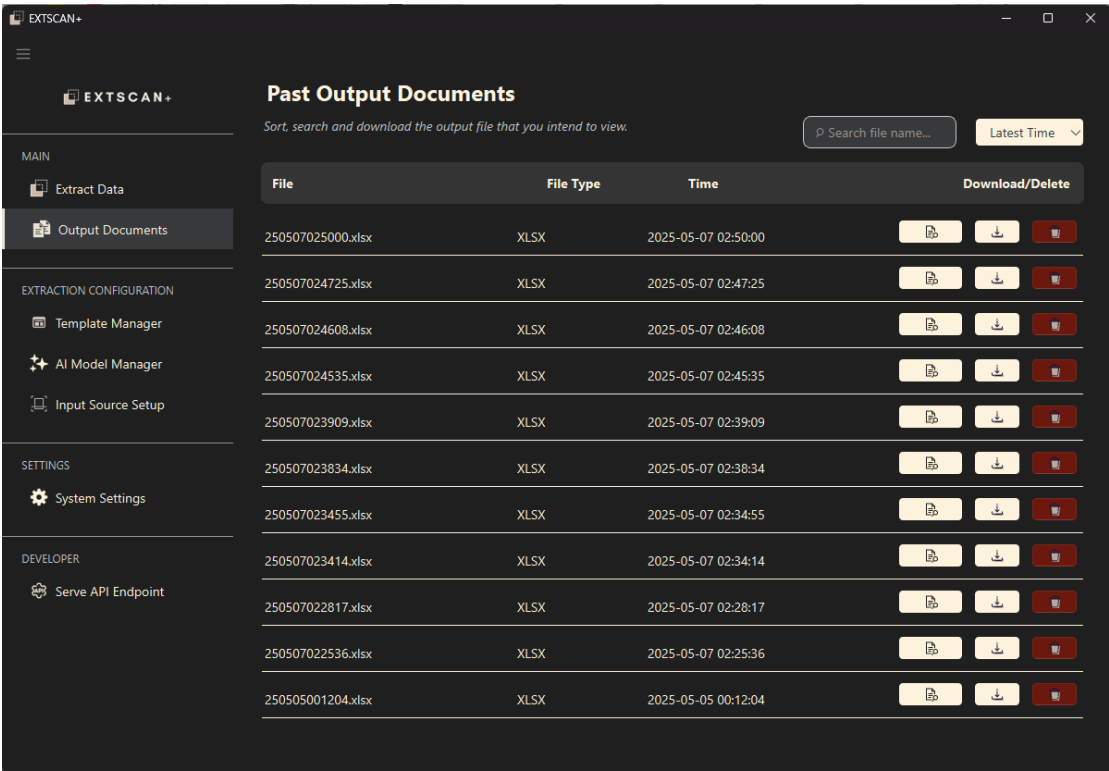 EXTSCAN+
EXTSCAN+
MAIN
Extract Data
Output Documents
EXTRACTION CONFIGURATION
Template Manager
AI Model Manager
Input Source Setup
SETTINGS
System Settings
DEVELOPER
Serve API Endpoint
Past Output Documents
Sort, search and download the output file that you intend to view.
Search file name...
Latest Time
File File Type Time Download/Delete
250507025000.xlsx XLSX 2025-05-07 02:50:00
250507024725.xlsx XLSX 2025-05-07 02:47:25
250507024608.xlsx XLSX 2025-05-07 02:46:08
250507024535.xlsx XLSX 2025-05-07 02:45:35
250507023909.xlsx XLSX 2025-05-07 02:39:09
250507023834.xlsx XLSX 2025-05-07 02:38:34
250507023455.xlsx XLSX 2025-05-07 02:34:55
250507023414.xlsx XLSX 2025-05-07 02:34:14
250507022817.xlsx XLSX 2025-05-07 02:28:17
250507022536.xlsx XLSX 2025-05-07 02:25:36
250505001204.xlsx XLSX 2025-05-05 00:12:04